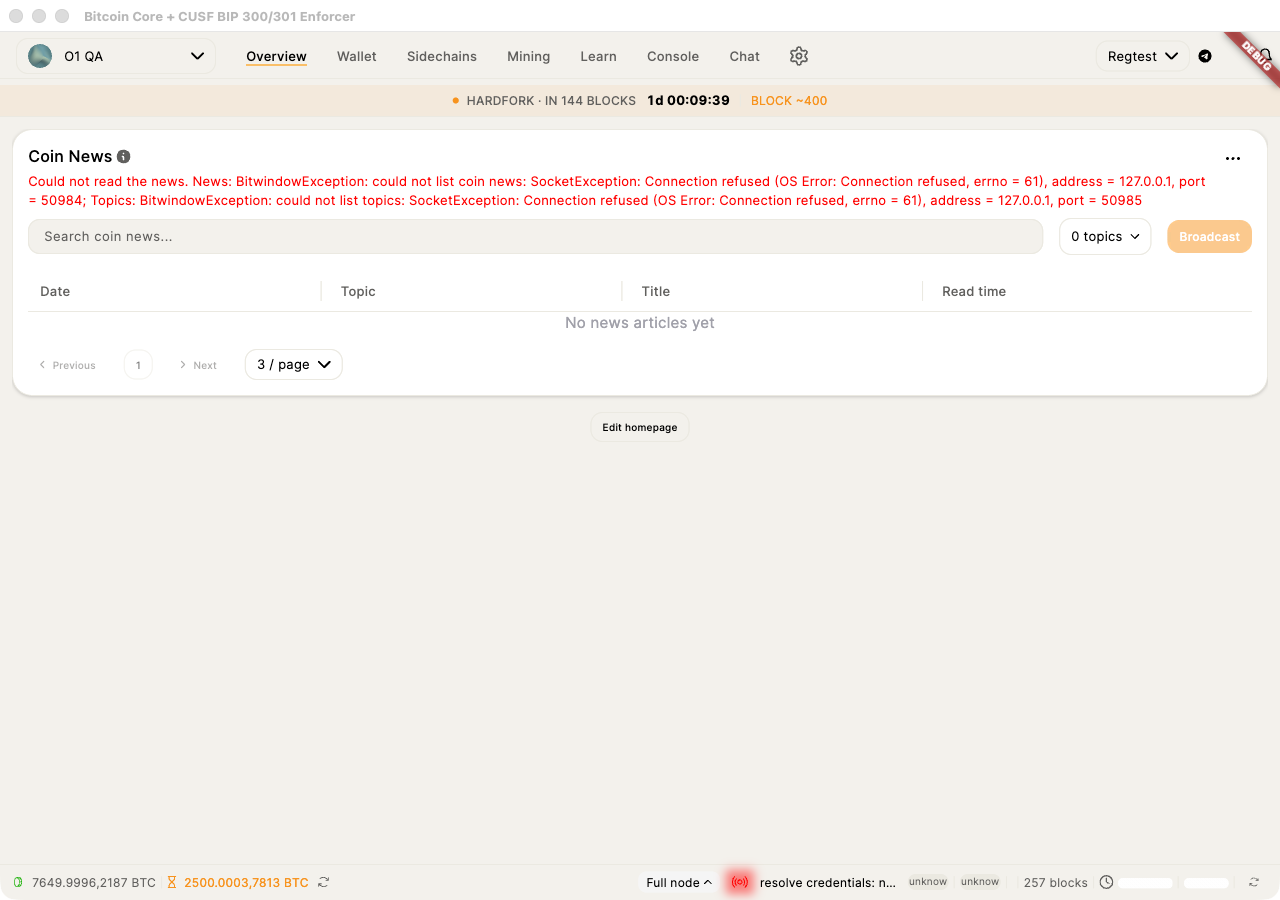 Bitcoin Core + CUSF BIP 300/301 Enforcer
O1 QA
Overview
Wallet
Sidechains
Mining
Learn
Console
Chat
Regtest
DEBUG
HARDFORK · IN 144 BLOCKS 1d 00:09:39 BLOCK ~400
Coin News
Could not read the news. News: BitwindowException: could not list coin news: SocketException: Connection refused (OS Error: Connection refused, errno = 61), address = 127.0.0.1, port
= 50984; Topics: BitwindowException: could not list topics: SocketException: Connection refused (OS Error: Connection refused, errno = 61), address = 127.0.0.1, port = 50985
Search coin news...
0 topics
Broadcast
Date
Topic
Title
Read time
No news articles yet
Previous
1
Next
3 / page
Edit homepage
7649.9996,2187 BTC
2500.0003,7813 BTC
Full node
resolve credentials: n...
unknow
unknow
257 blocks